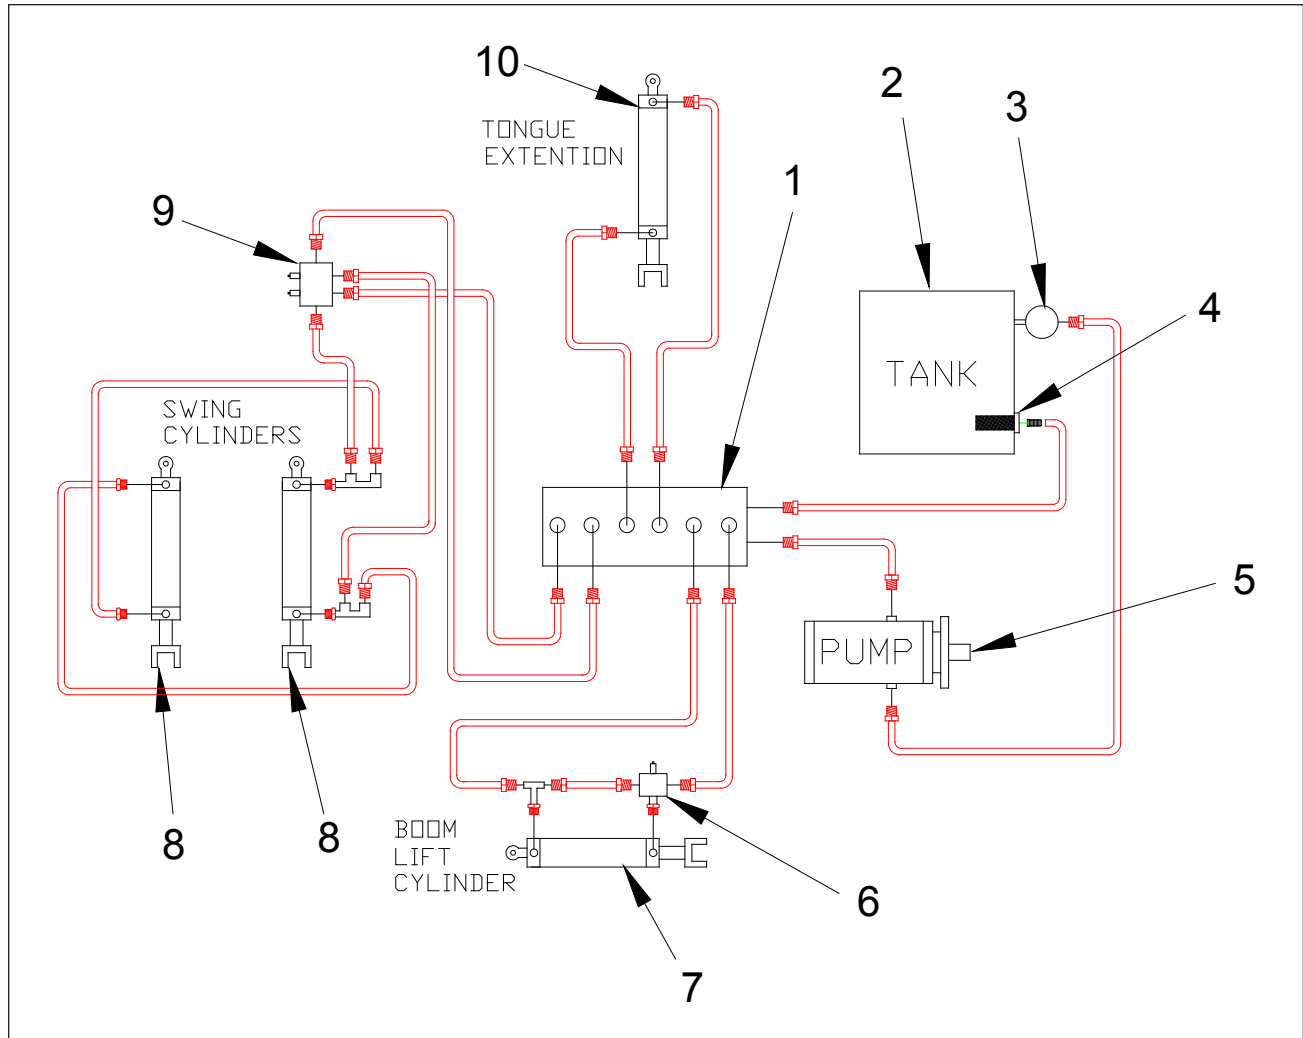 10
2
3
TONGUE
EXTENTION
1
9
4
TANK
SWING
CYLINDERS
5
PUMP
8
8
BOOM
LIFT
CYLINDER
6
7